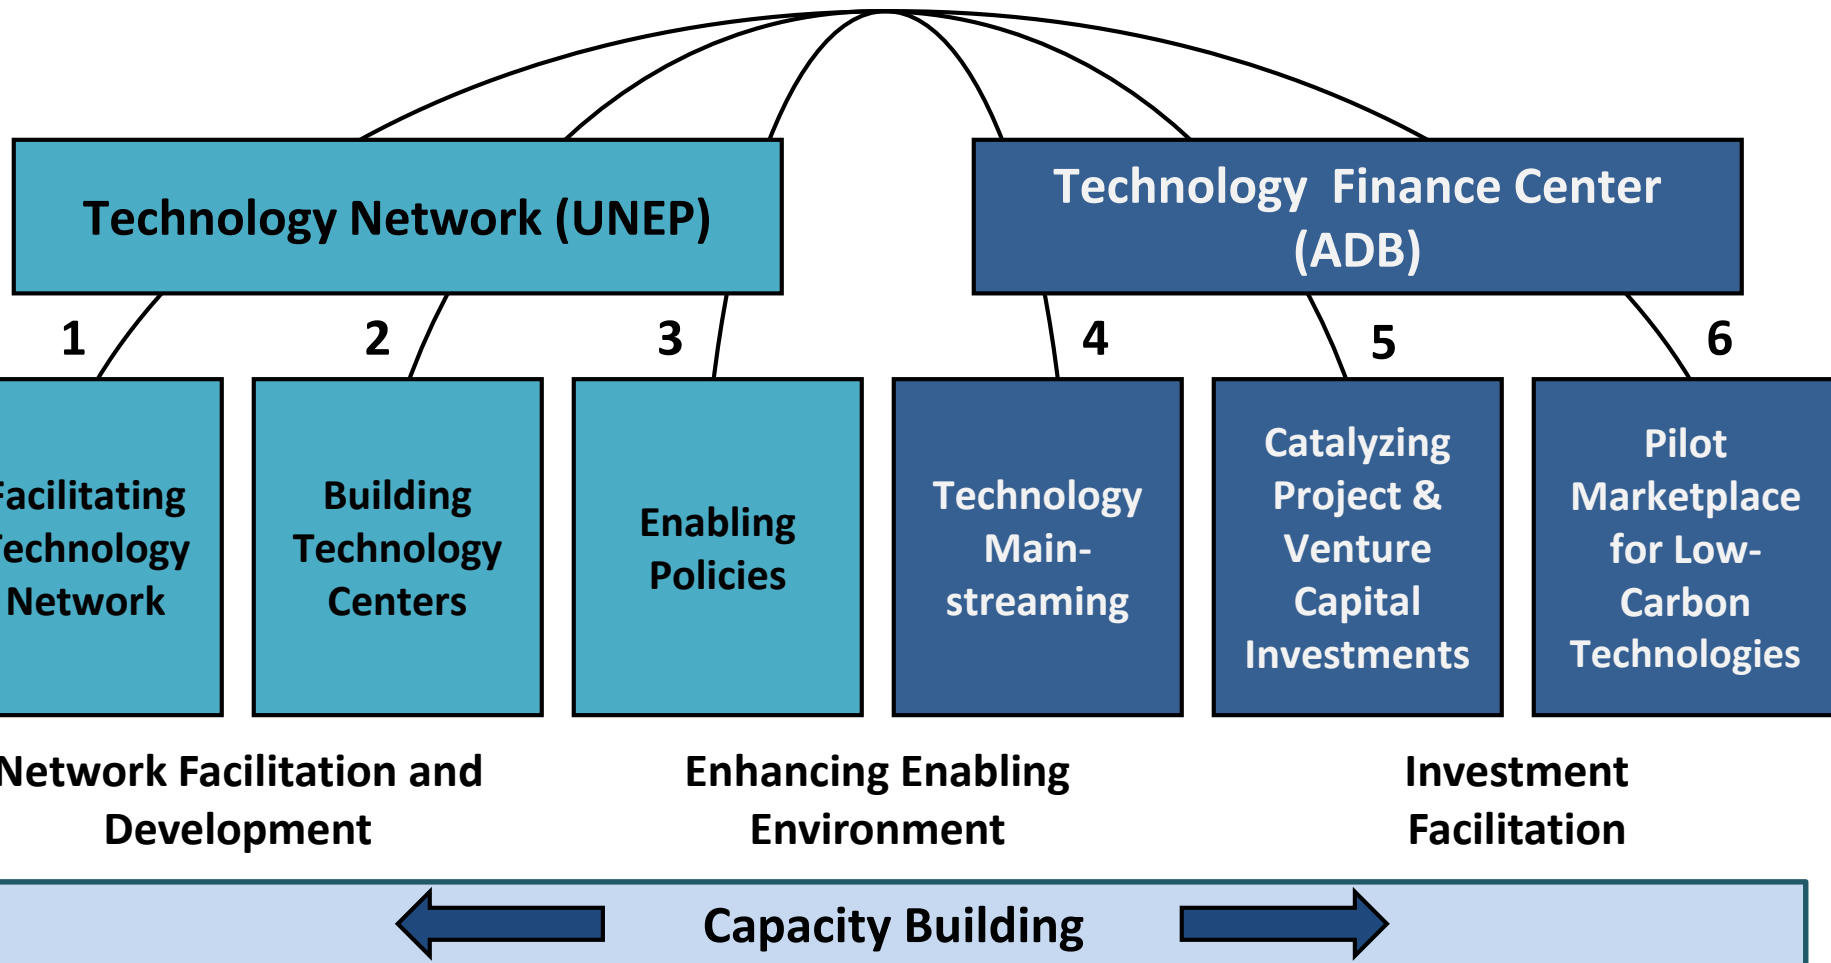 Technology Network (UNEP)
Technology Finance Center
(ADB)
1
2
3
4
5
6
Facilitating
Technology
Network
Building
Technology
Centers
Enabling
Policies
Technology
Main-
streaming
Catalyzing
Project &
Venture
Capital
Investments
Pilot
Marketplace
for Low-
Carbon
Technologies
Network Facilitation and
Development
Enhancing Enabling
Environment
Investment
Facilitation
Capacity Building